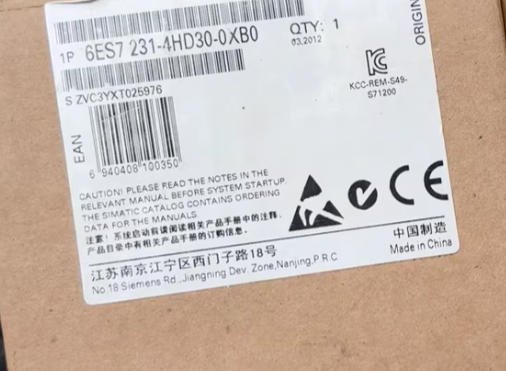 1P 6ES7 231-4HD30-0XB0
QTY: 1
03.2012
S ZVC3YXT025976
KCC-REM-S49-
S71200
EAN
6 940408 100350
CAUTION! PLEASE READ THE NOTES IN THE
RELEVANT MANUAL BEFORE SYSTEM STARTUP.
THE SIMATIC CATALOG CONTAINS ORDERING
DATA FOR THE MANUALS.
注意！系统启动前请阅读相关产品手册中的注释。
产品目录中有相关产品手册的订购信息。
CE
江苏南京江宁区西门子路18号
No.18 Siemens Rd.,Jiangning Dev. Zone,Nanjing,P.R.C
中国制造
Made in China